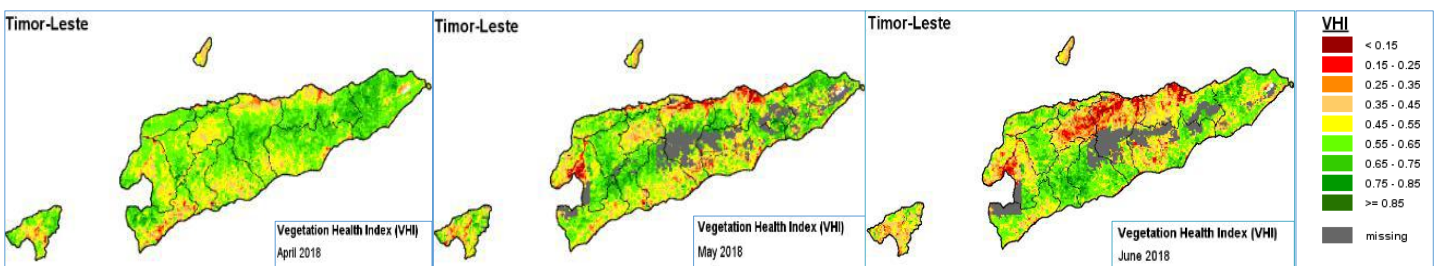 Timor-Leste
Vegetation Health Index (VHI)
April 2018
Timor-Leste
Vegetation Health Index (VHI)
May 2018
Timor-Leste
Vegetation Health Index (VHI)
June 2018
VHI
< 0.15
0.15 - 0.25
0.25 - 0.35
0.35 - 0.45
0.45 - 0.55
0.55 - 0.65
0.65 - 0.75
0.75 - 0.85
>= 0.85
missing